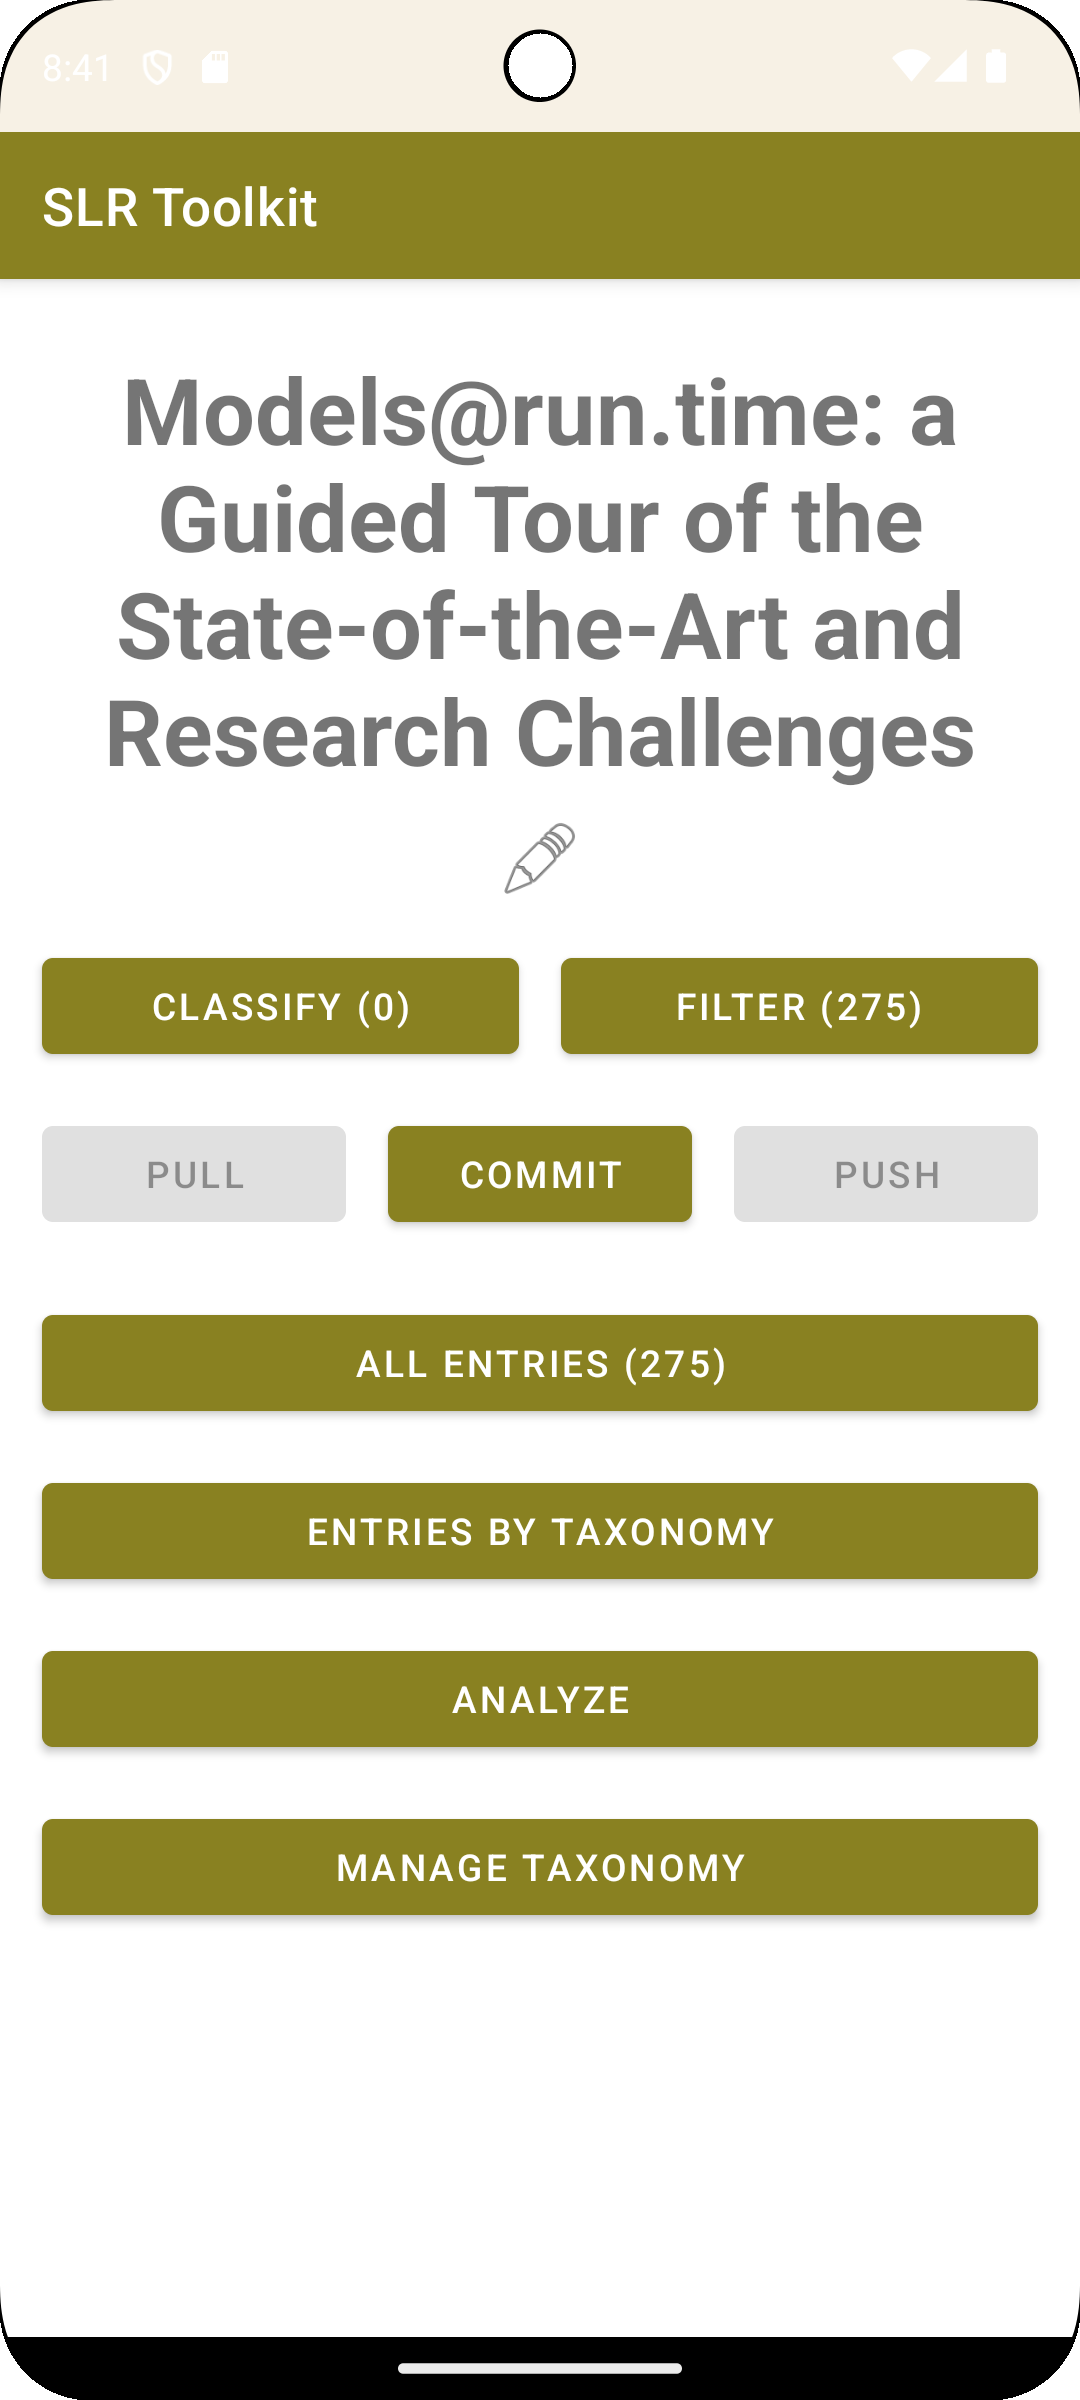 8:41
SLR Toolkit
Models@run.time: a
Guided Tour of the
State-of-the-Art and
Research Challenges
CLASSIFY (0)
FILTER (275)
PULL
COMMIT
PUSH
ALL ENTRIES (275)
ENTRIES BY TAXONOMY
ANALYZE
MANAGE TAXONOMY